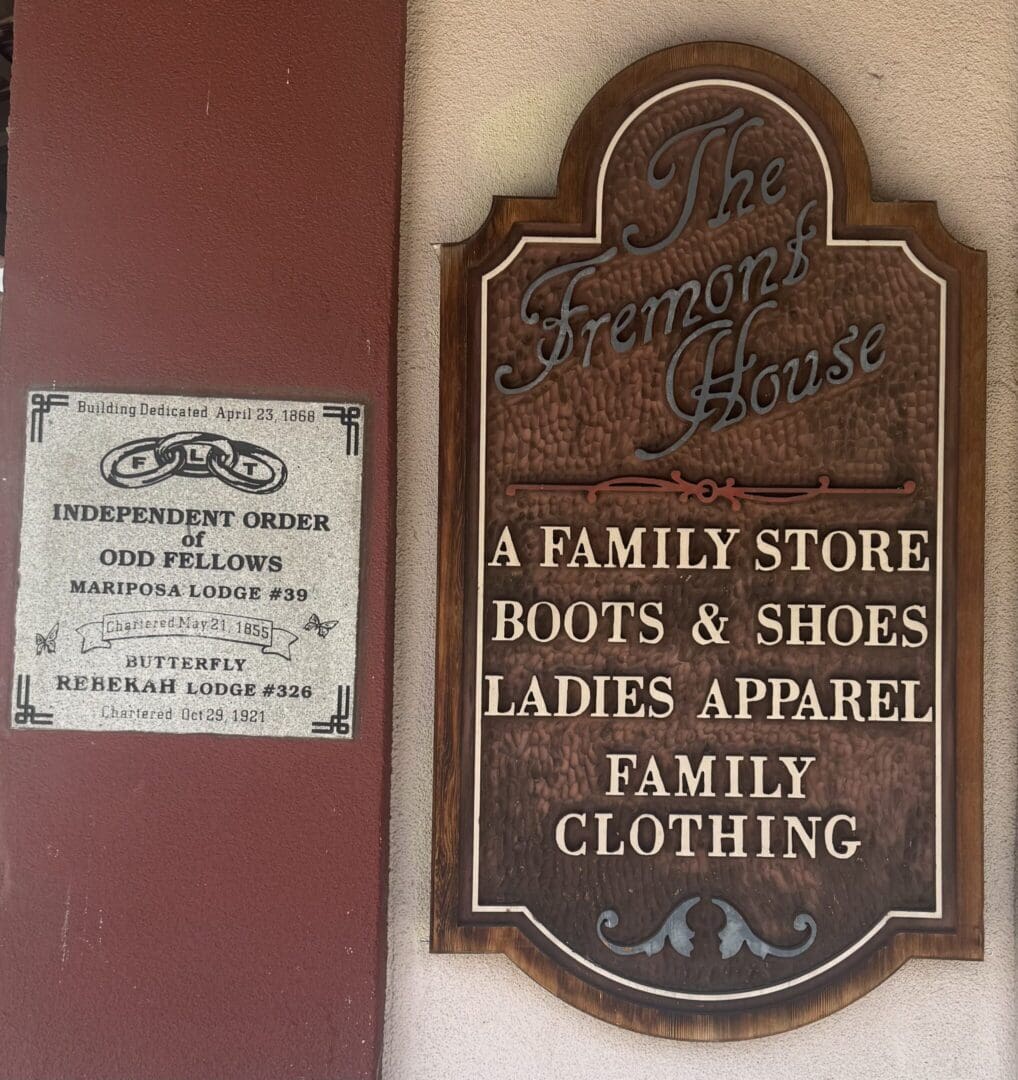 Building Dedicated April 23, 1868
F L T
INDEPENDENT ORDER
of
ODD FELLOWS
MARIPOSA LODGE #39
Chartered May 21, 1855
BUTTERFLY
REBEKAH LODGE #326
Chartered Oct 29, 1921
The
Fremont
House
A FAMILY STORE
BOOTS & SHOES
LADIES APPAREL
FAMILY
CLOTHING